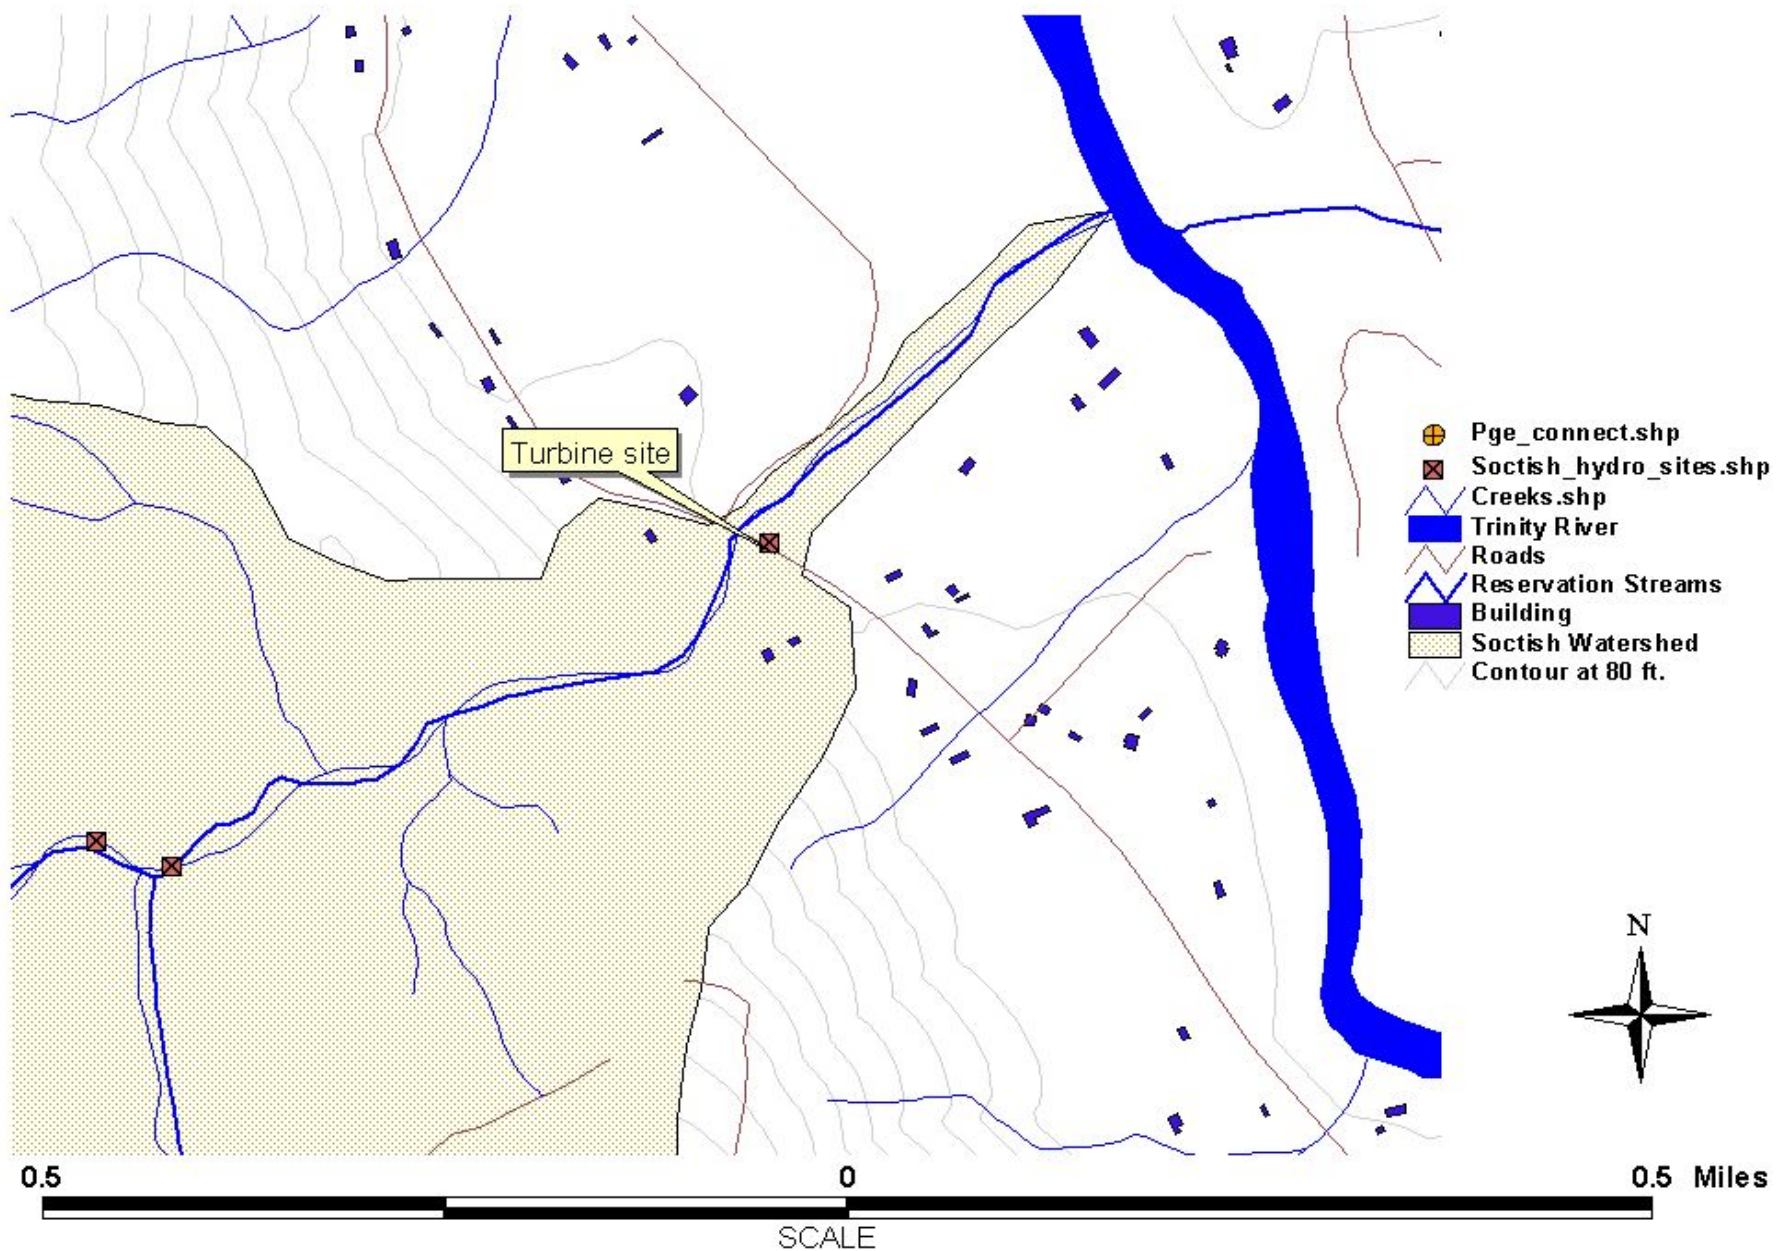 Turbine site
Pge_connect.shp
Soctish_hydro_sites.shp
Creeks.shp
Trinity River
Roads
Reservation Streams
Building
Soctish Watershed
Contour at 80 ft.
N
0.5 0 0.5 Miles
SCALE